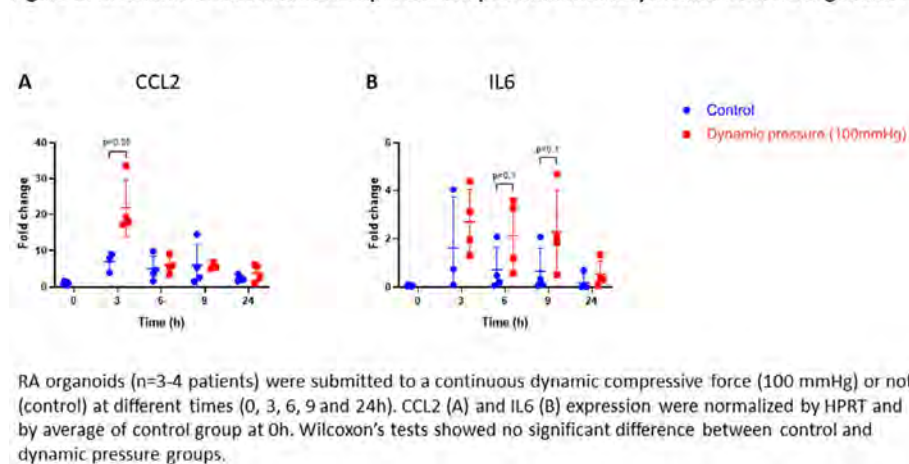 A CCL2
B IL6
Control
Dynamic pressure (100mmHg)
40
30
20
10
0
Fold change
0 3 6 9 24
Time (h)
6
4
2
0
Fold change
p=0.1
p=0.1
0 3 6 9 24
Time (h)
RA organoids (n=3-4 patients) were submitted to a continuous dynamic compressive force (100 mmHg) or not
(control) at different times (0, 3, 6, 9 and 24h). CCL2 (A) and IL6 (B) expression were normalized by HPRT and
by average of control group at 0h. Wilcoxon's tests showed no significant difference between control and
dynamic pressure groups.